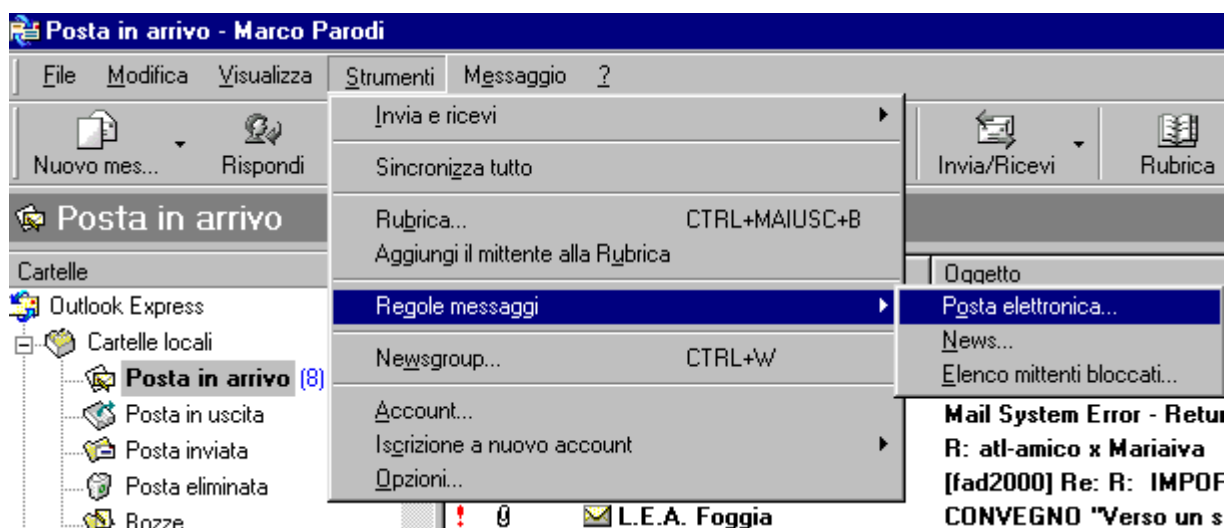 Posta in arrivo - Marco Parodi
File Modifica Visualizza Strumenti Messaggio ?
Nuovo mes... Rispondi Invia/Ricevi Rubrica
Invia e ricevi
Sincronizza tutto
Rubrica... CTRL+MAIUSC+B
Aggiungi il mittente alla Rubrica
Regole messaggi
Newsgroup... CTRL+W
Account...
Iscrizione a nuovo account
Opzioni...
Posta elettronica...
News...
Elenco mittenti bloccati...
Posta in arrivo
Cartelle Oggetto
Outlook Express
Cartelle locali
Posta in arrivo (8)
Posta in uscita
Posta inviata
Posta eliminata
Bozze
Mail System Error - Retur
R: atl-amico x Mariaiva
[fad2000] Re: R: IMPOF
L.E.A. Foggia CONVEGNO "Verso un s